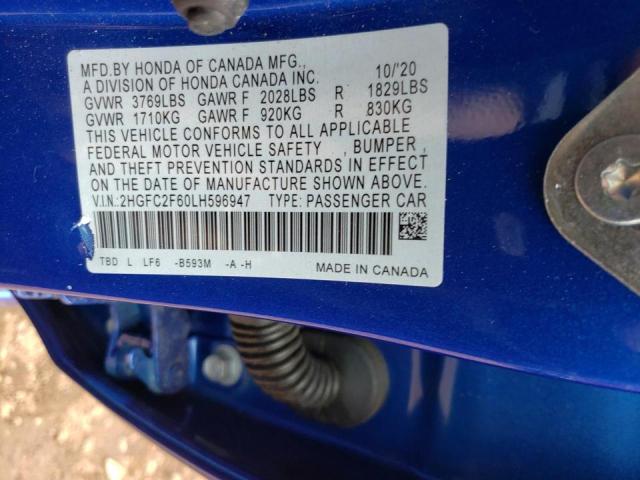 MFD.BY HONDA OF CANADA MFG., 10/'20
A DIVISION OF HONDA CANADA INC.
GVWR 3769LBS GAWR F 2028LBS R 1829LBS
GVWR 1710KG GAWR F 920KG R 830KG
THIS VEHICLE CONFORMS TO ALL APPLICABLE
FEDERAL MOTOR VEHICLE SAFETY , BUMPER ,
AND THEFT PREVENTION STANDARDS IN EFFECT
ON THE DATE OF MANUFACTURE SHOWN ABOVE.
V.I.N.:2HGFC2F60LH596947 TYPE: PASSENGER CAR
TBD L LF6 -B593M -A -H MADE IN CANADA